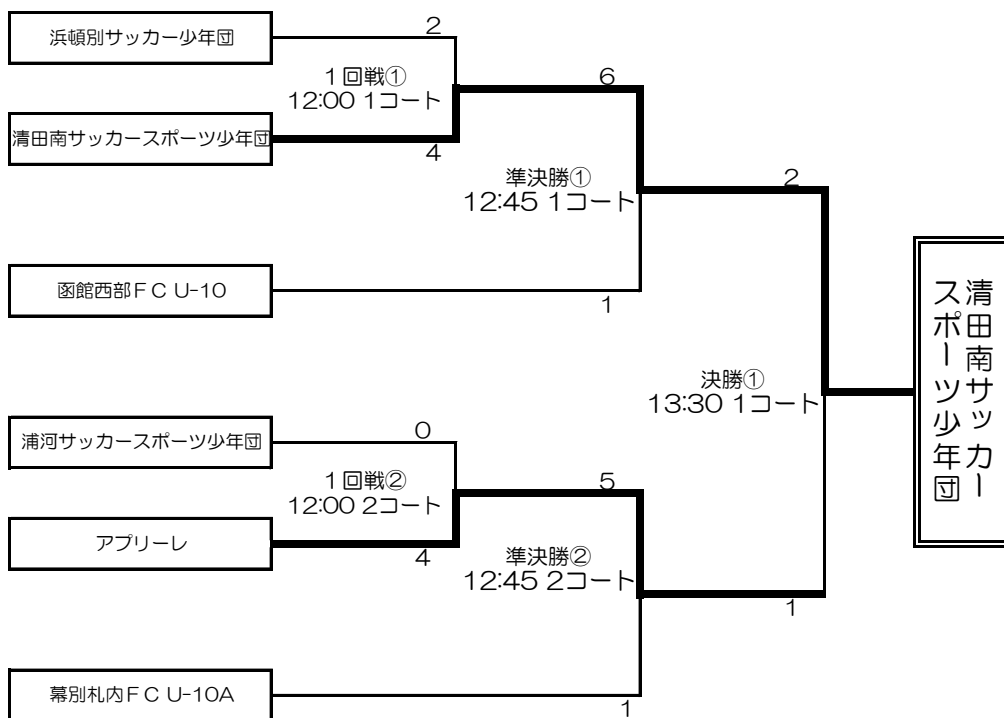 浜頓別サッカー少年団
2
1回戦①
12:00 1コート
6
清田南サッカースポーツ少年団
4
準決勝①
12:45 1コート
2
函館西部FC U-10
1
清田南サッカー
スポーツ少年団
決勝①
13:30 1コート
浦河サッカースポーツ少年団
0
1回戦②
12:00 2コート
5
アプリーレ
4
準決勝②
12:45 2コート
1
幕別札内FC U-10A
1